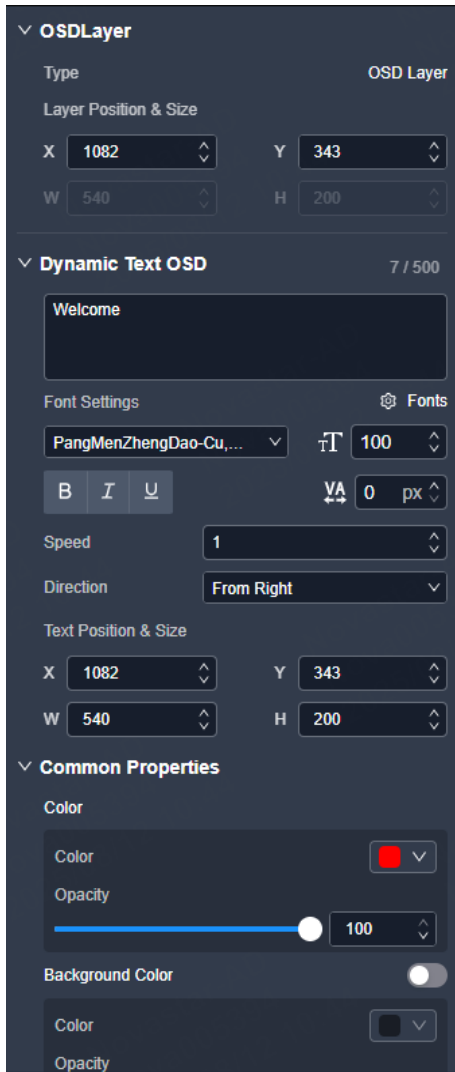 OSDLayer
Type OSD Layer
Layer Position & Size
X 1082 Y 343
W 540 H 200
Dynamic Text OSD 7 / 500
Welcome
Font Settings Fonts
PangMenZhengDao-Cu,... TT 100
B I U VA 0 px
Speed 1
Direction From Right
Text Position & Size
X 1082 Y 343
W 540 H 200
Common Properties
Color
Color
Opacity
100
Background Color
Color
Opacity